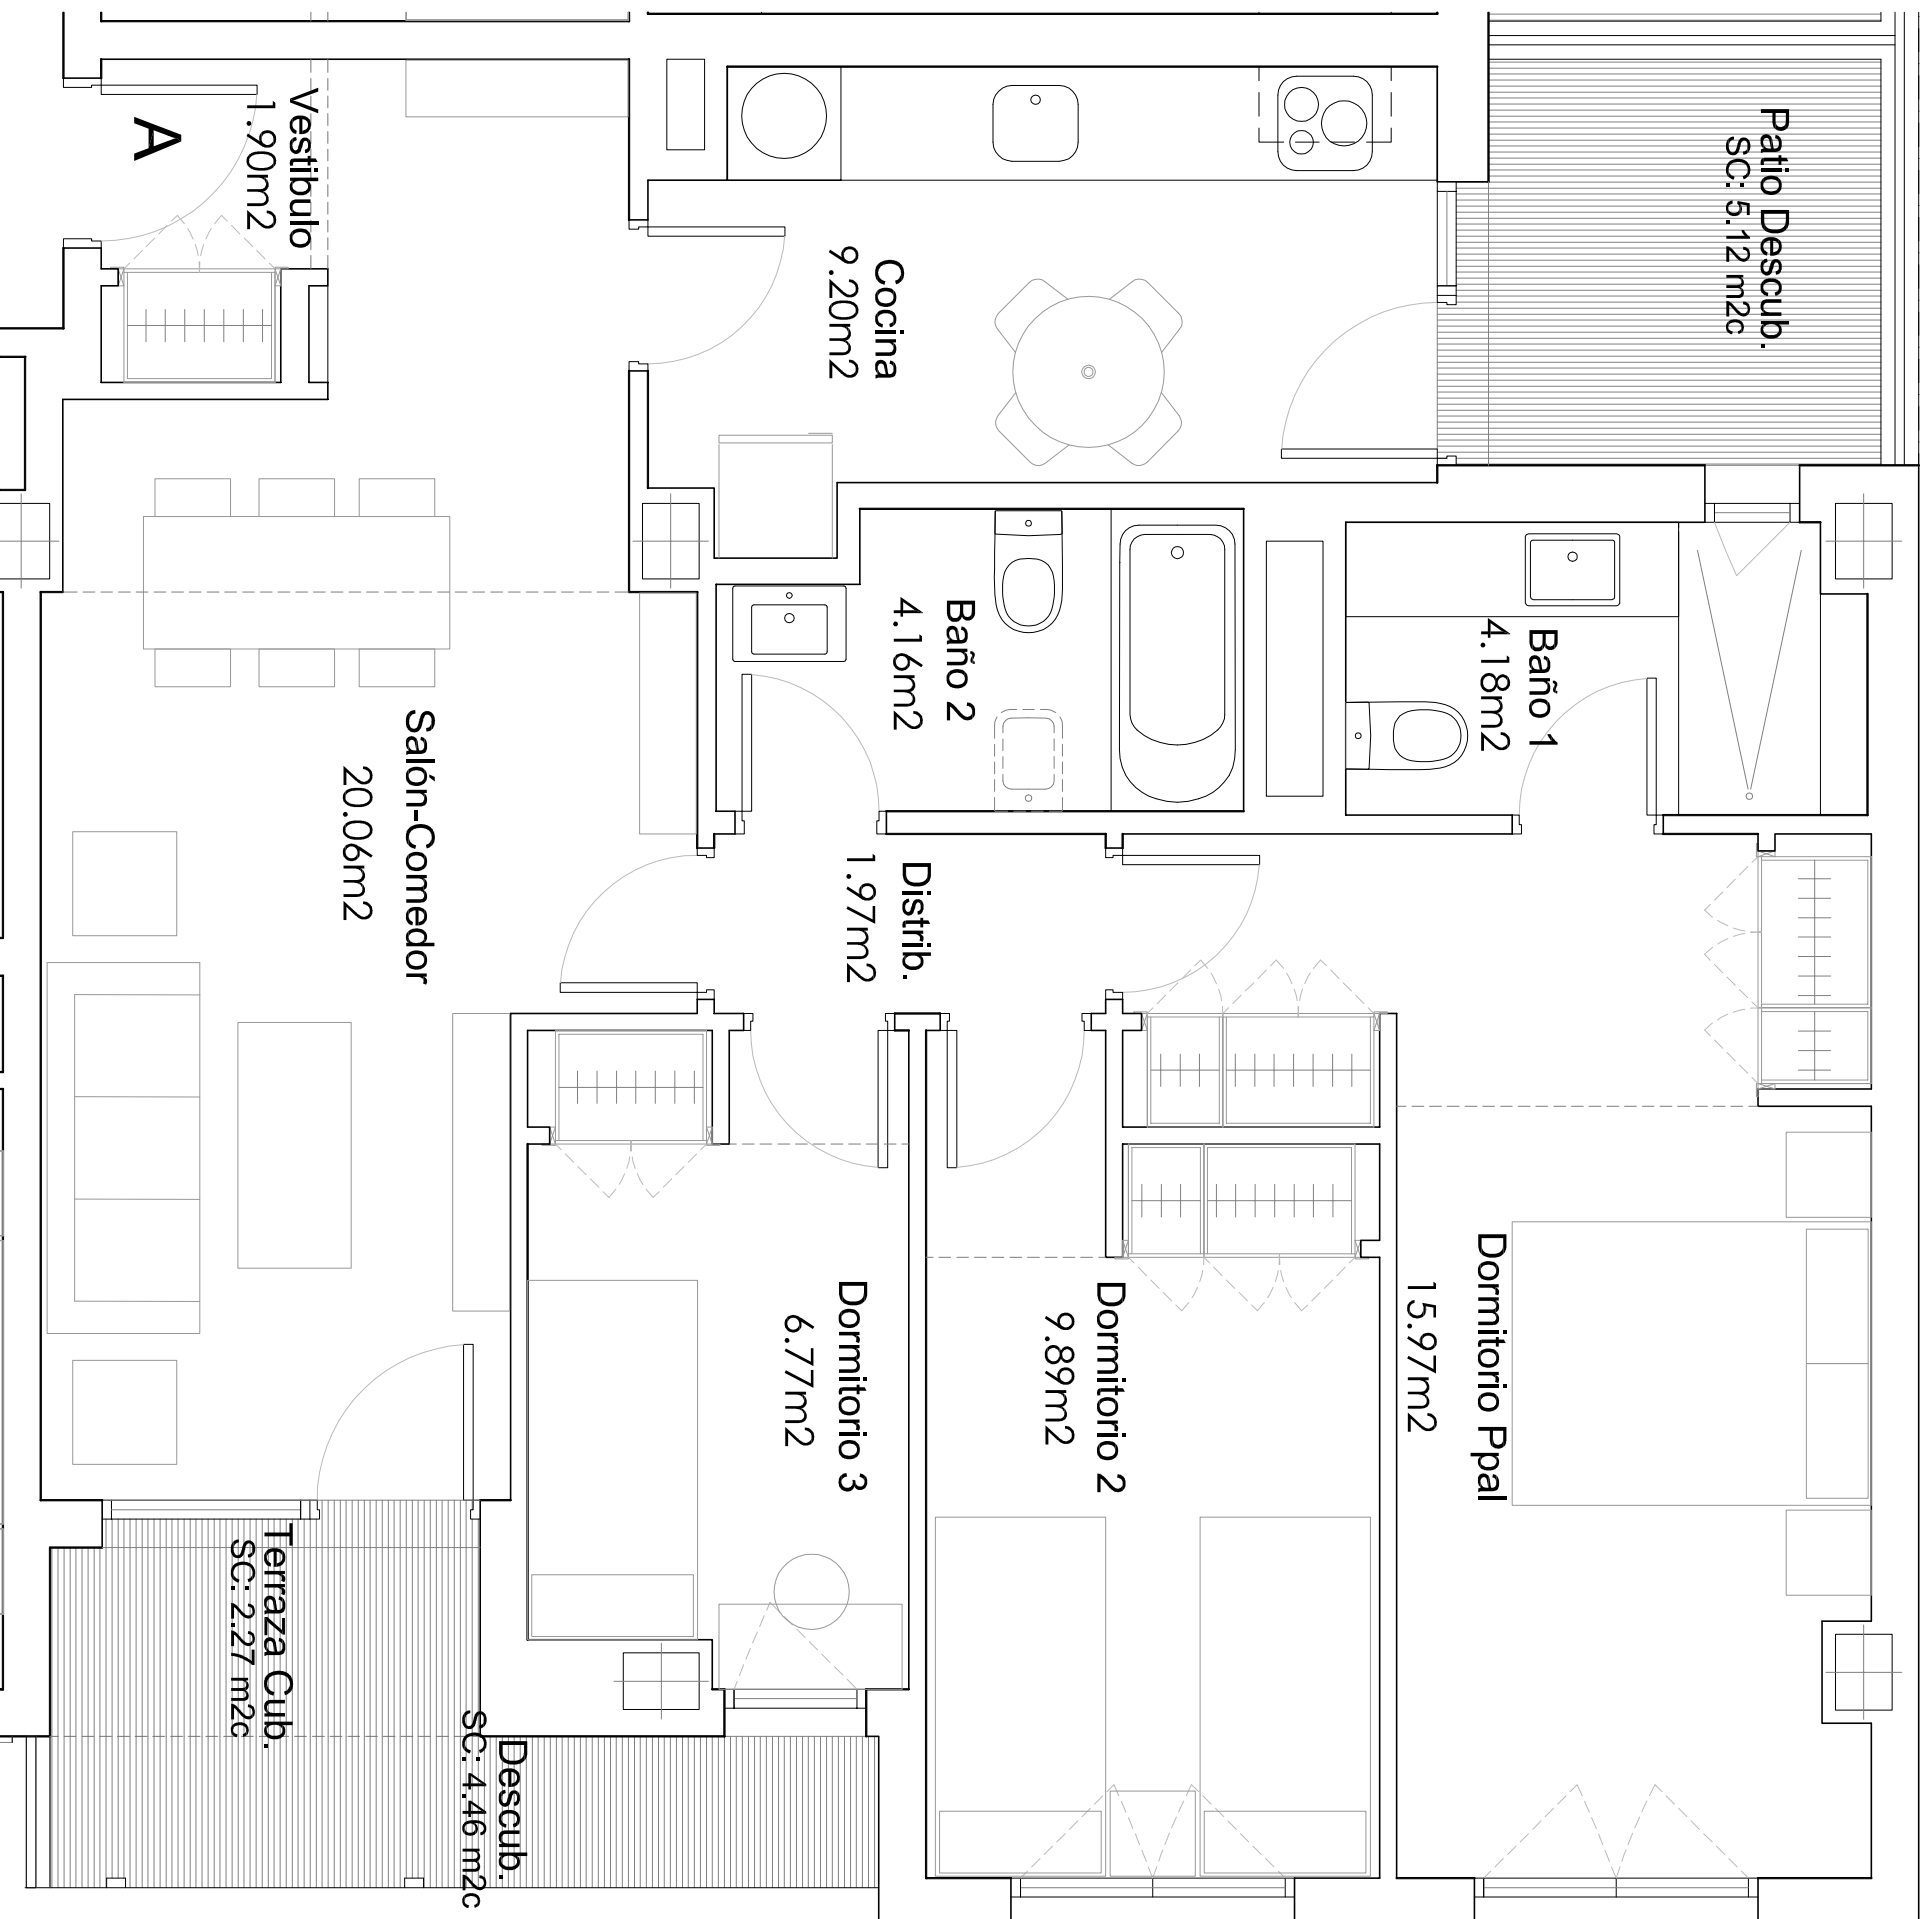 A
Vestibulo
1.90m2
Cocina
9.20m2
Patio Descub.
SC: 5.12 m2c
Baño 2
4.16m2
Baño 1
4.18m2
Salón-Comedor
20.06m2
Distrib.
1.97m2
Dormitorio 3
6.77m2
Dormitorio 2
9.89m2
Dormitorio Ppal
15.97m2
Terraza Cub.
SC: 2.27 m2c
Descub.
SC: 4.46 m2c